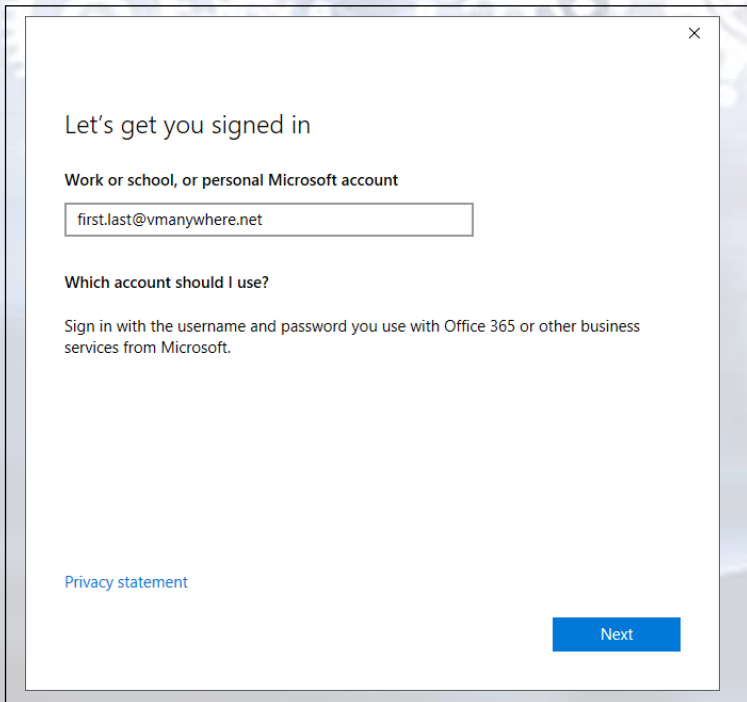 Let’s get you signed in
Work or school, or personal Microsoft account
first.last@vmanywhere.net
Which account should I use?
Sign in with the username and password you use with Office 365 or other business
services from Microsoft.
Privacy statement
Next